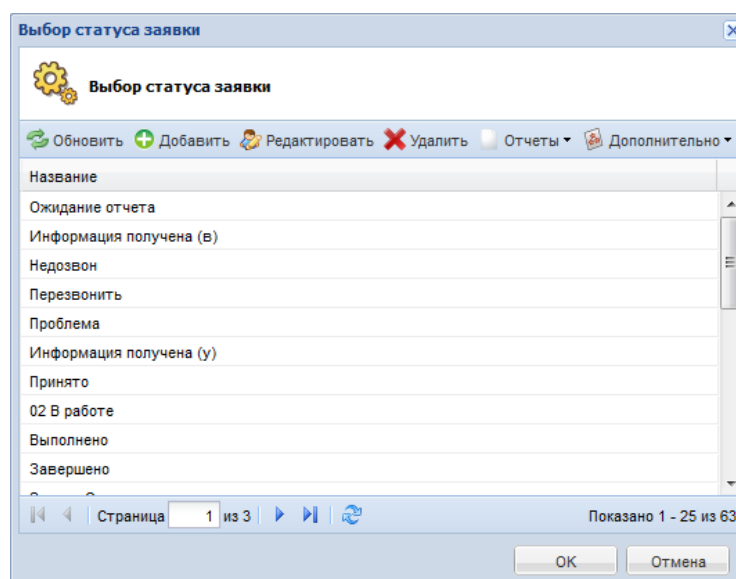 Выбор статуса заявки
Выбор статуса заявки
Обновить Добавить Редактировать Удалить Отчеты Дополнительно
Название
Ожидание отчета
Информация получена (в)
Недозвон
Перезвонить
Проблема
Информация получена (у)
Принято
02 В работе
Выполнено
Завершено
Страница 1 из 3 Показано 1 - 25 из 63
OK Отмена